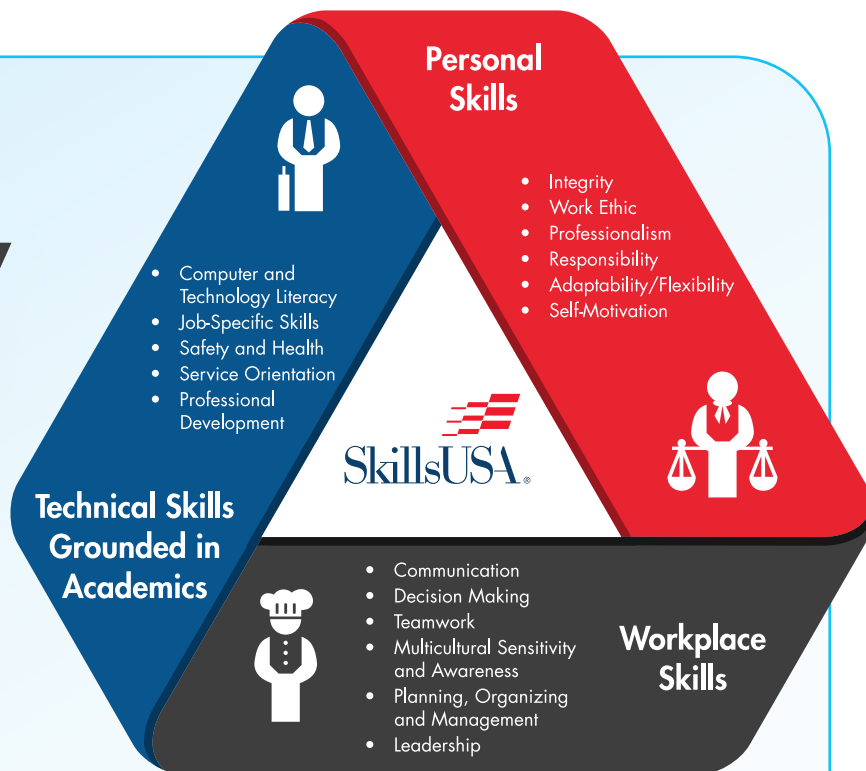 Personal
Skills
• Integrity
• Work Ethic
• Professionalism
• Responsibility
• Adaptability/Flexibility
• Self-Motivation
• Computer and
Technology Literacy
• Job-Specific Skills
• Safety and Health
• Service Orientation
• Professional
Development
SkillsUSA®
Technical Skills
Grounded in
Academics
• Communication
• Decision Making
• Teamwork
• Multicultural Sensitivity
and Awareness
• Planning, Organizing
and Management
• Leadership
Workplace
Skills